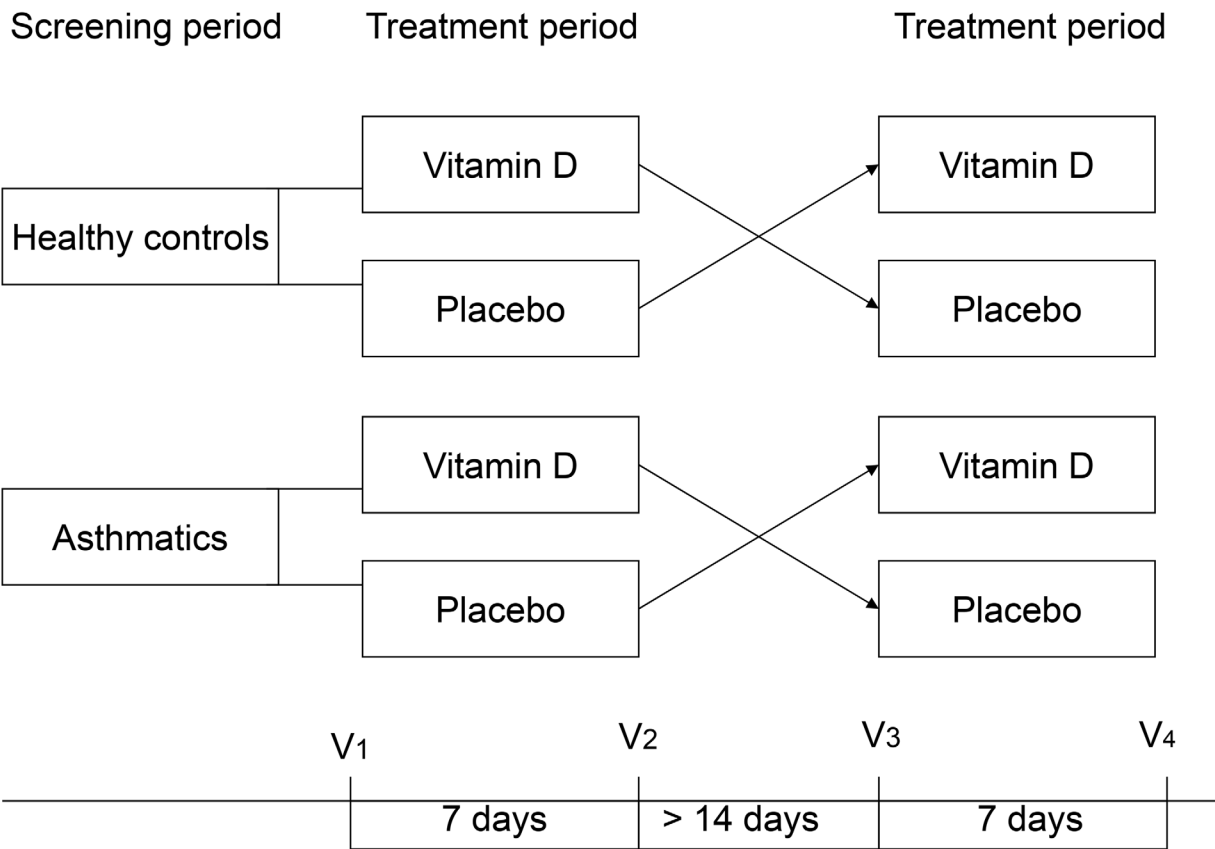 Screening period
Treatment period
Treatment period
Vitamin D
Vitamin D
Healthy controls
Placebo
Placebo
Vitamin D
Vitamin D
Asthmatics
Placebo
Placebo
V1
V2
V3
V4
7 days
> 14 days
7 days